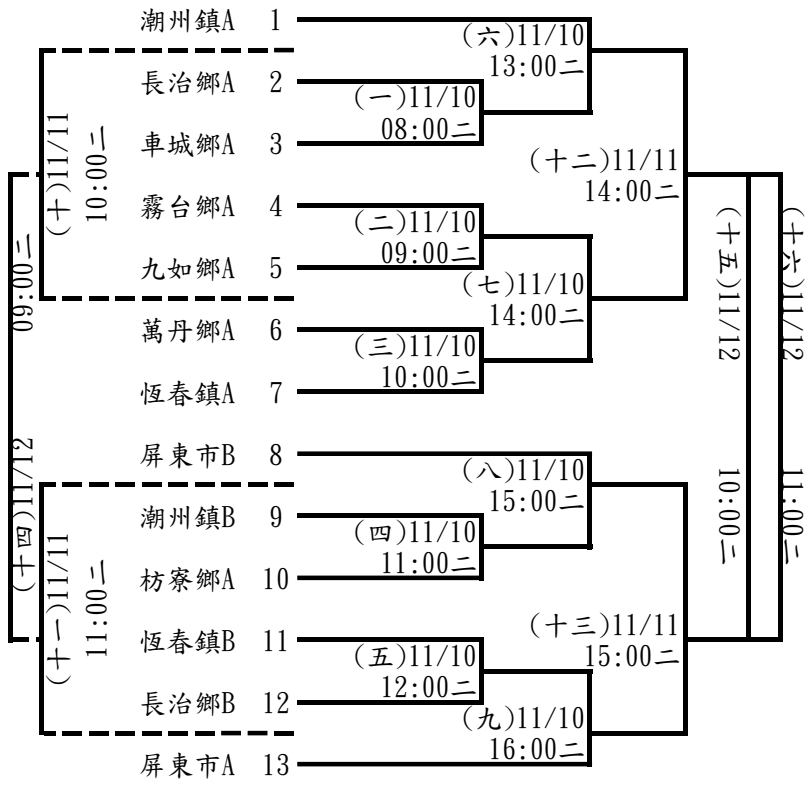 潮州鎮A 1
(六)11/10
13:00二
長治鄉A 2
(一)11/10
08:00二
車城鄉A 3
(十)11/11
10:00二
(十二)11/11
14:00二
霧台鄉A 4
(二)11/10
09:00二
九如鄉A 5
(七)11/10
14:00二
萬丹鄉A 6
(三)11/10
10:00二
恆春鎮A 7
(十四)11/12
09:00二
(十五)11/12
10:00二
(十六)11/12
11:00二
屏東市B 8
(八)11/10
15:00二
潮州鎮B 9
(四)11/10
11:00二
枋寮鄉A 10
(十一)11/11
11:00二
(十三)11/11
15:00二
恆春鎮B 11
(五)11/10
12:00二
長治鄉B 12
(九)11/10
16:00二
屏東市A 13